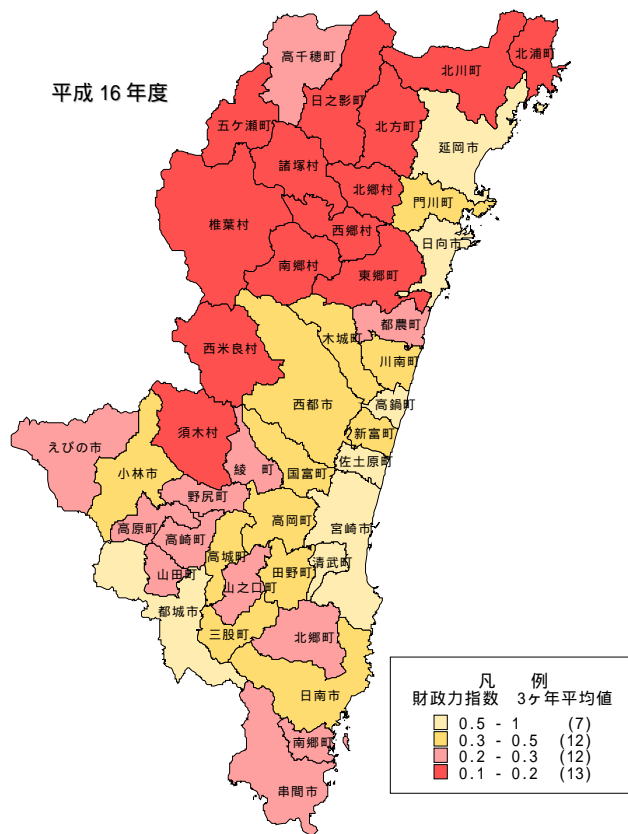 平成 16 年度
高千穂町
北浦町
北川町
日之影町
北方町
五ケ瀬町
延岡市
諸塚村
北郷村
門川町
椎葉村
西郷村
日向市
南郷村
東郷町
都農町
木城町
西米良村
川南町
西都市
高鍋町
須木村
新富町
えびの市
佐土原町
小林市
綾 町
国富町
野尻町
高岡町
宮崎市
高原町
高崎町
高城町
清武町
山田町
田野町
山之口町
都城市
三股町
北郷町
日南市
南郷町
串間市
凡 例
財政力指数 3ヶ年平均値
0.5 - 1 (7)
0.3 - 0.5 (12)
0.2 - 0.3 (12)
0.1 - 0.2 (13)